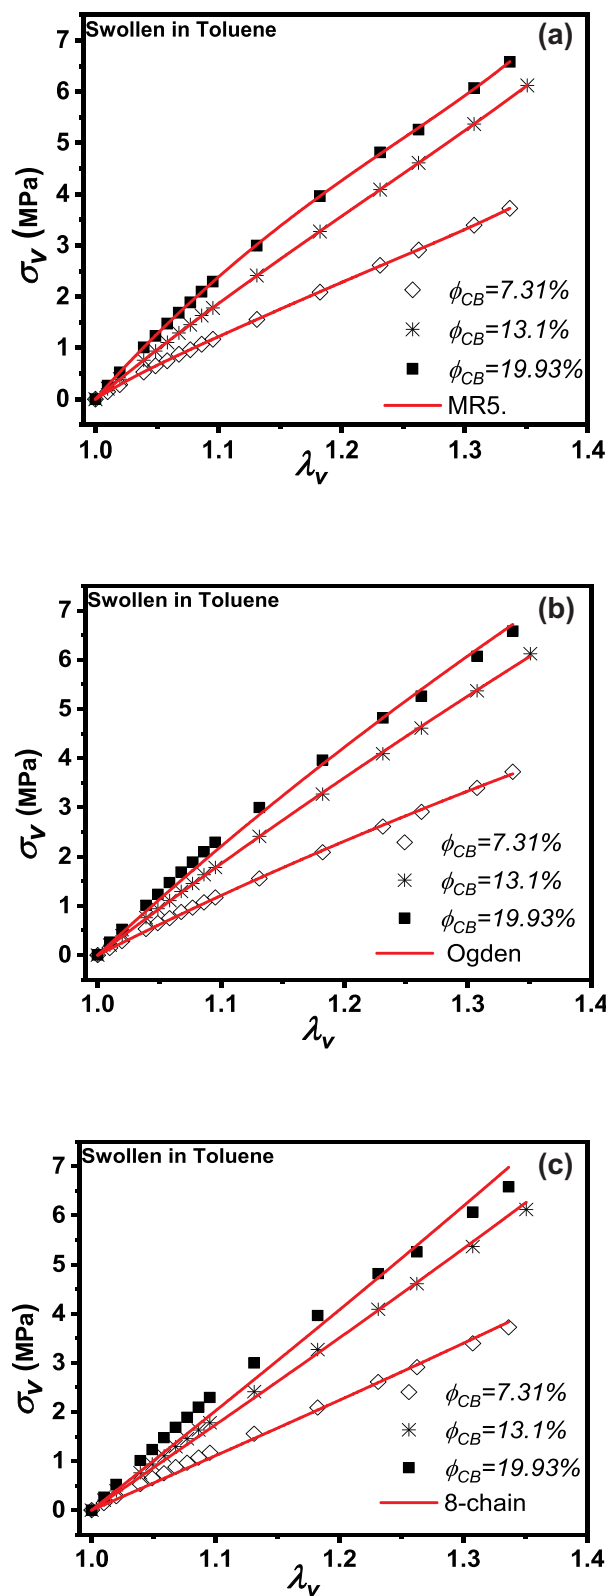 Swollen in Toluene
(a)
7
6
5
4
3
2
1
0
σv (MPa)
ϕCB=7.31%
ϕCB=13.1%
ϕCB=19.93%
MR5.
1.0 1.1 1.2 1.3 1.4
λv
Swollen in Toluene
(b)
7
6
5
4
3
2
1
0
σv (MPa)
ϕCB=7.31%
ϕCB=13.1%
ϕCB=19.93%
Ogden
1.0 1.1 1.2 1.3 1.4
λv
Swollen in Toluene
(c)
7
6
5
4
3
2
1
0
σv (MPa)
ϕCB=7.31%
ϕCB=13.1%
ϕCB=19.93%
8-chain
1.0 1.1 1.2 1.3 1.4
λv